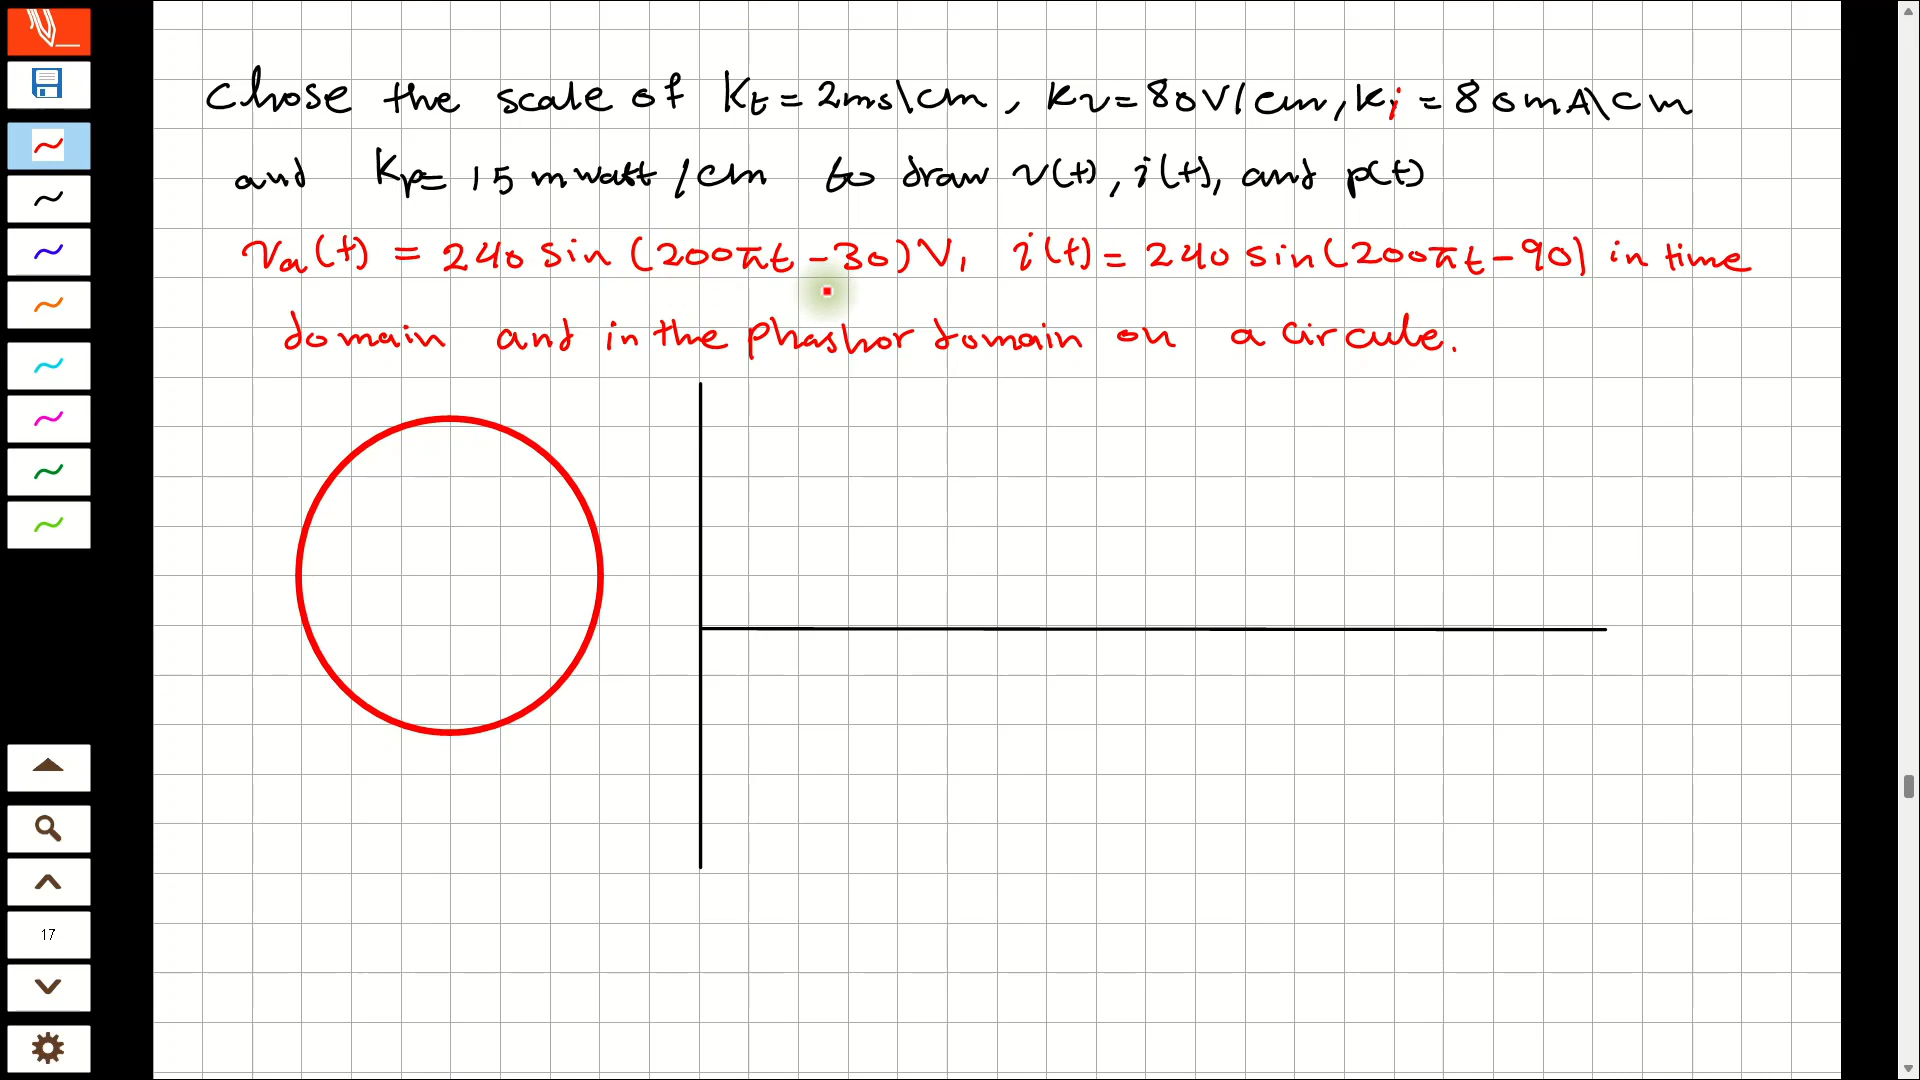 Chose the scale of Kt = 2ms\cm , Kv = 80V/cm, Ki = 80mA\cm
and Kp = 15 mwatt /cm to draw v(t), i(t), and p(t)
va(t) = 240 sin (200πt - 30) V, i(t) = 240 sin(200πt - 90) in time
domain and in the phashor domain on a circule.
17